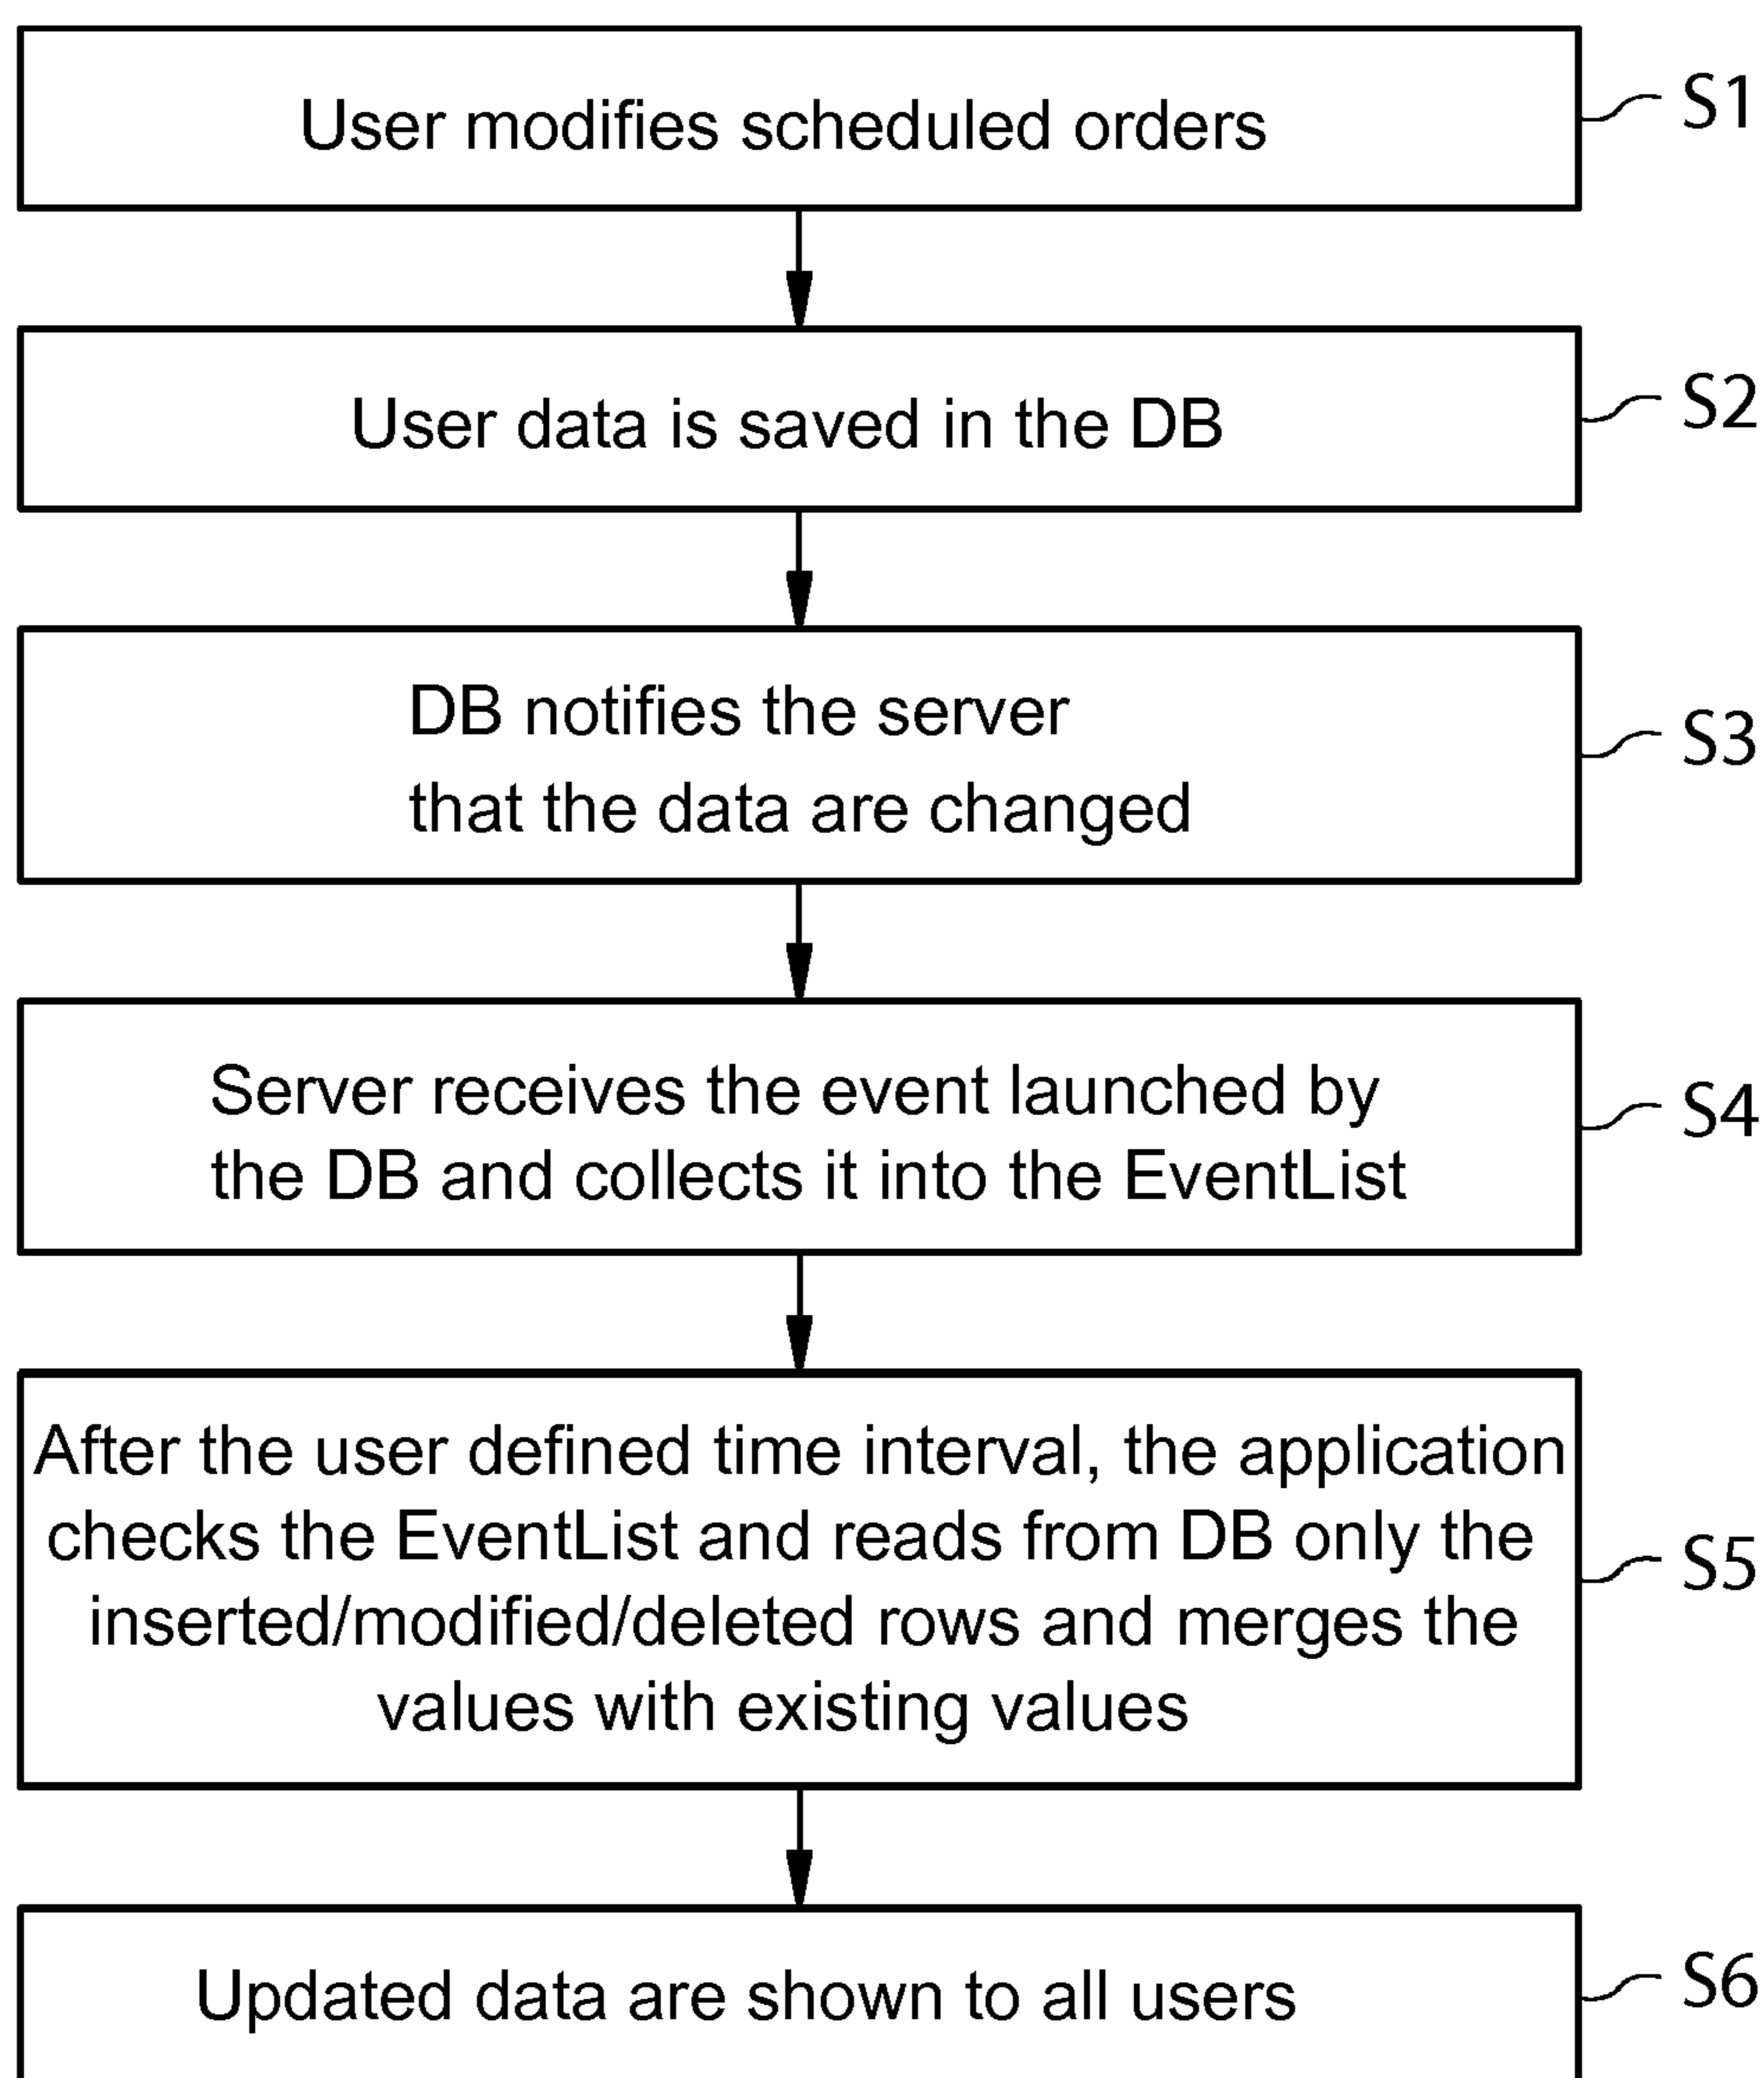 User modifies scheduled orders
S1
User data is saved in the DB
S2
DB notifies the server
that the data are changed
S3
Server receives the event launched by
the DB and collects it into the EventList
S4
After the user defined time interval, the application
checks the EventList and reads from DB only the
inserted/modified/deleted rows and merges the
values with existing values
S5
Updated data are shown to all users
S6